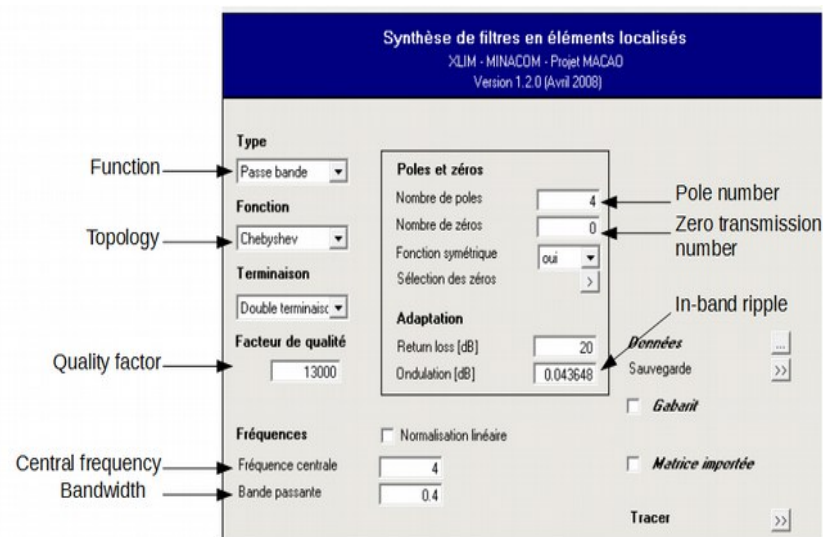 Synthèse de filtres en éléments localisés
XLIM - MINACOM - Projet MACAO
Version 1.2.0 (Avril 2008)
Type
Function
Passe bande
Fonction
Topology
Chebyshev
Terminaison
Double terminaisc
Facteur de qualité
Quality factor
13000
Poles et zéros
Nombre de poles 4
Pole number
Nombre de zéros 0
Zero transmission
number
Fonction symétrique oui
Sélection des zéros >
Adaptation
In-band ripple
Return loss [dB] 20
Ondulation [dB] 0.043648
Données ...
Sauvegarde >>
Gabarit
Fréquences
Normalisation linéaire
Central frequency
Fréquence centrale 4
Bandwidth
Bande passante 0.4
Matrice importée
Tracer >>